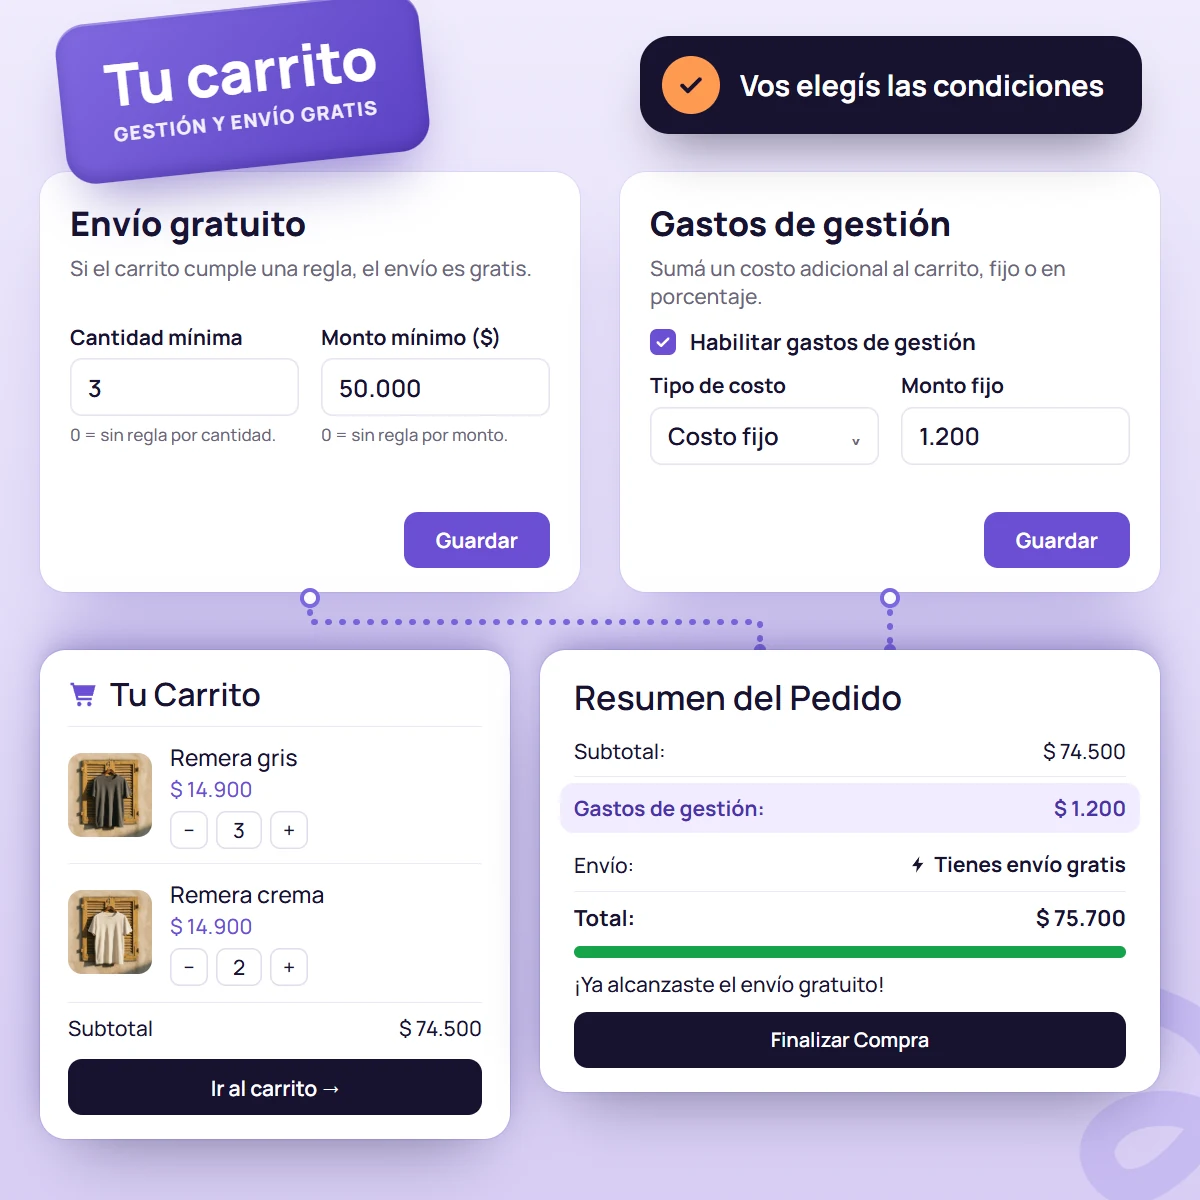 Tu carrito
GESTIÓN Y ENVÍO GRATIS
Vos elegís las condiciones
Envío gratuito
Si el carrito cumple una regla, el envío es gratis.
Cantidad mínima
Monto mínimo ($)
3
50.000
0 = sin regla por cantidad.
0 = sin regla por monto.
Guardar
Gastos de gestión
Sumá un costo adicional al carrito, fijo o en
porcentaje.
Habilitar gastos de gestión
Tipo de costo
Monto fijo
Costo fijo
1.200
Guardar
Tu Carrito
Remera gris
$ 14.900
− 3 +
Remera crema
$ 14.900
− 2 +
Subtotal $ 74.500
Ir al carrito →
Resumen del Pedido
Subtotal: $ 74.500
Gastos de gestión: $ 1.200
Envío: Tienes envío gratis
Total: $ 75.700
¡Ya alcanzaste el envío gratuito!
Finalizar Compra